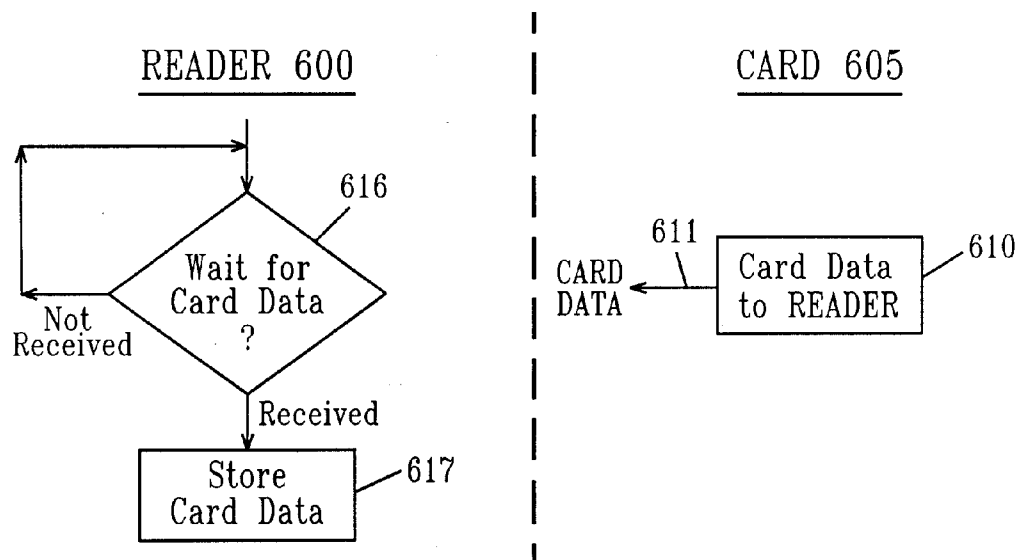 READER 600
CARD 605
616
Wait for
Card Data
?
Not
Received
Received
Store
Card Data
617
611
CARD
DATA
Card Data
to READER
610